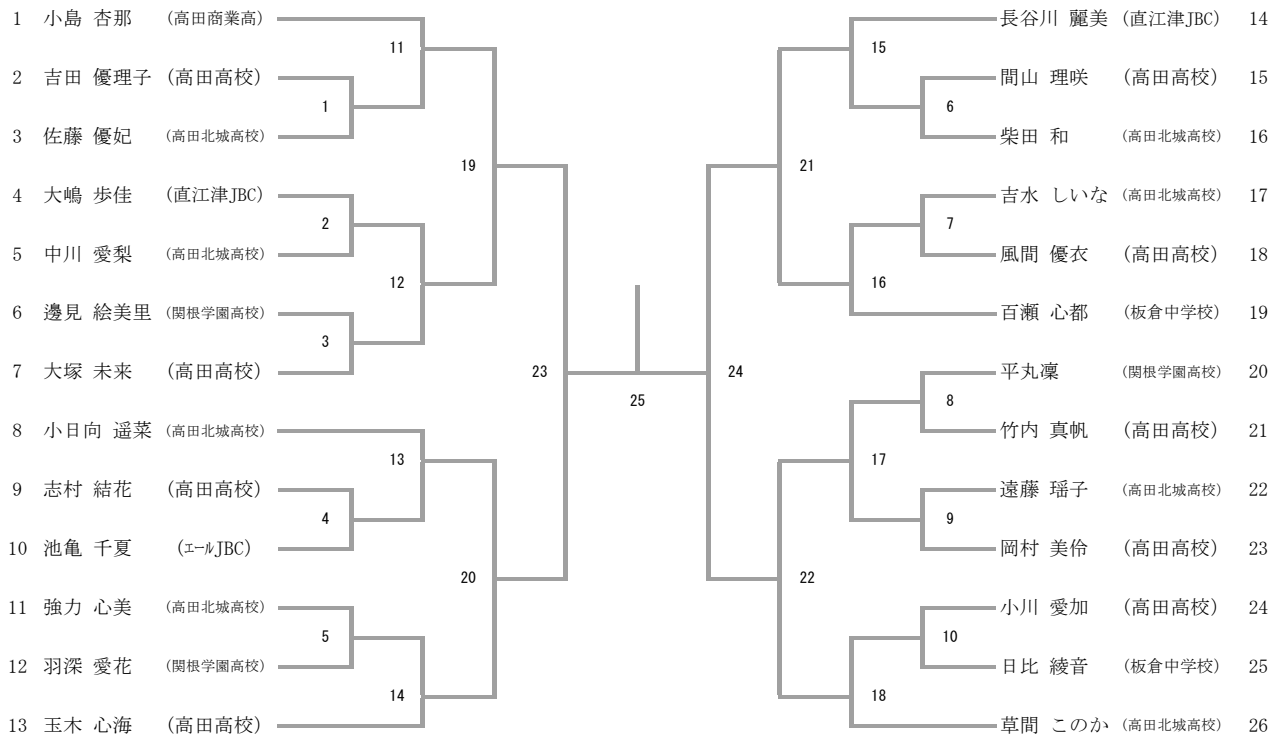 1 小島 杏那 (高田商業高)
11
2 吉田 優理子 (高田高校)
1
3 佐藤 優妃 (高田北城高校)
19
4 大嶋 歩佳 (直江津JBC)
2
5 中川 愛梨 (高田北城高校)
12
6 邊見 絵美里 (関根学園高校)
3
7 大塚 未来 (高田高校)
23
8 小日向 遥菜 (高田北城高校)
13
9 志村 結花 (高田高校)
4
10 池亀 千夏 (エールJBC)
20
11 強力 心美 (高田北城高校)
5
12 羽深 愛花 (関根学園高校)
14
13 玉木 心海 (高田高校)
25
長谷川 麗美 (直江津JBC) 14
15
間山 理咲 (高田高校) 15
6
柴田 和 (高田北城高校) 16
21
吉水 しいな (高田北城高校) 17
7
風間 優衣 (高田高校) 18
16
百瀬 心都 (板倉中学校) 19
24
平丸凜 (関根学園高校) 20
8
竹内 真帆 (高田高校) 21
17
遠藤 瑶子 (高田北城高校) 22
9
岡村 美伶 (高田高校) 23
22
小川 愛加 (高田高校) 24
10
日比 綾音 (板倉中学校) 25
18
草間 このか (高田北城高校) 26